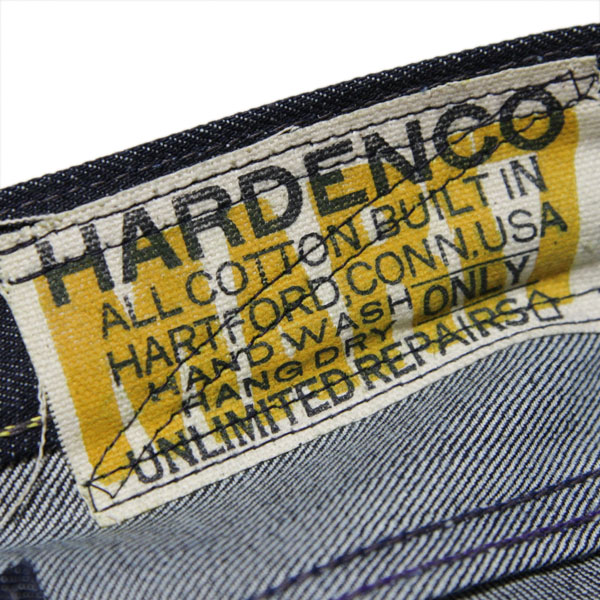 HARDENCO
ALL COTTON BUILT IN
HARTFORD, CONN. USA
HAND WASH ONLY
HANG DRY
UNLIMITED REPAIRS